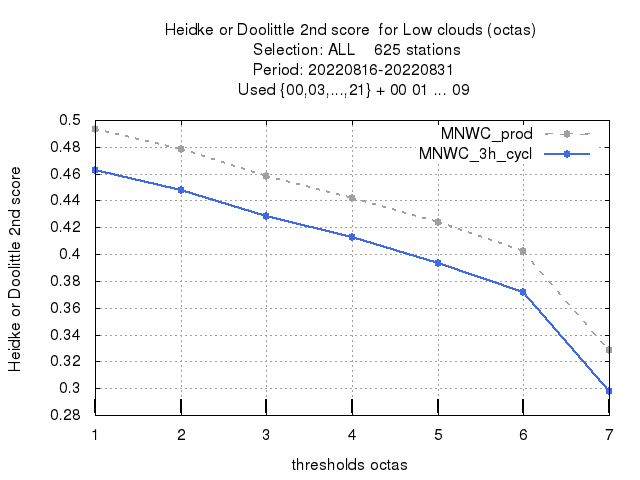 Heidke or Doolittle 2nd score  for Low clouds (octas)
Selection: ALL    625 stations
Period: 20220816-20220831
Used {00,03,...,21} + 00 01 ... 09
MNWC_prod
MNWC_3h_cycl
Heidke or Doolittle 2nd score
0.5
0.48
0.46
0.44
0.42
0.4
0.38
0.36
0.34
0.32
0.3
0.28
1 2 3 4 5 6 7
thresholds octas